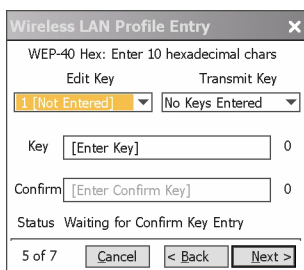 Wireless LAN Profile Entry X
WEP-40 Hex: Enter 10 hexadecimal chars
Edit Key Transmit Key
1 [Not Entered] No Keys Entered
Key [Enter Key] 0
Confirm [Enter Confirm Key] 0
Status Waiting for Confirm Key Entry
5 of 7 Cancel < Back Next >